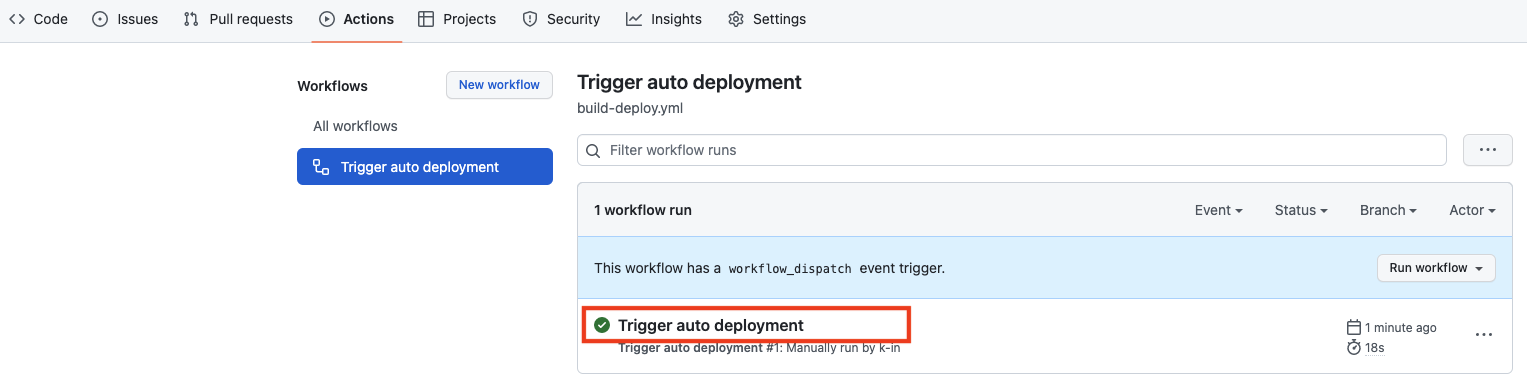 Code Issues Pull requests Actions Projects Security Insights Settings
Workflows
New workflow
All workflows
Trigger auto deployment
Trigger auto deployment
build-deploy.yml
Filter workflow runs
1 workflow run Event Status Branch Actor
This workflow has a workflow_dispatch event trigger. Run workflow
Trigger auto deployment
Trigger auto deployment #1: Manually run by k-in
1 minute ago
18s